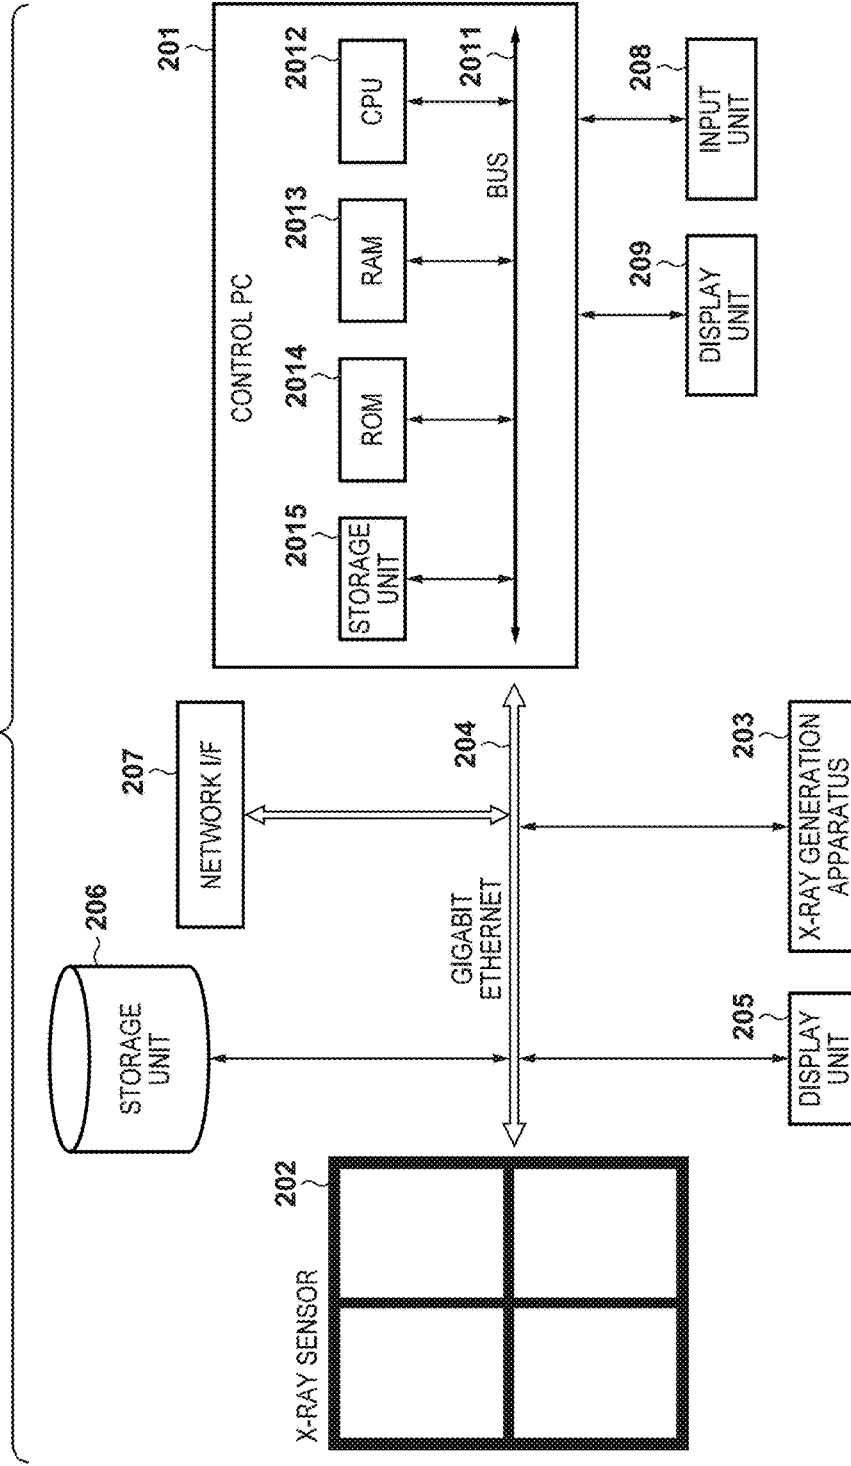 X-RAY SENSOR
202
STORAGE
UNIT
206
NETWORK I/F
207
GIGABIT
ETHERNET
204
DISPLAY
UNIT
205
X-RAY GENERATION
APPARATUS
203
CONTROL PC
201
STORAGE
UNIT
2015
ROM
2014
RAM
2013
CPU
2012
BUS
2011
DISPLAY
UNIT
209
INPUT
UNIT
208